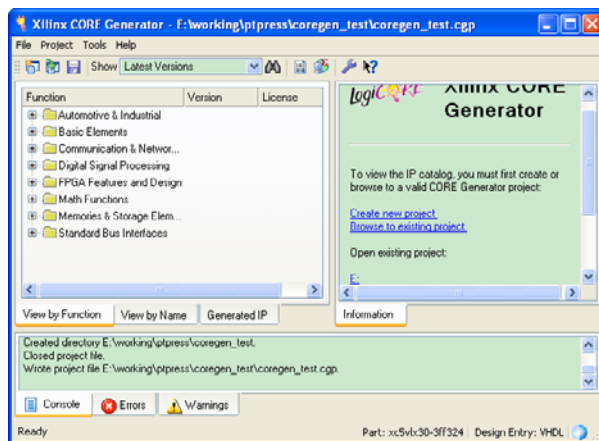 Xilinx CORE Generator - E:\working\ptpress\coregen_test\coregen_test.cgp
File Project Tools Help
Show Latest Versions
Function Version License
Automotive & Industrial
Basic Elements
Communication & Networ...
Digital Signal Processing
FPGA Features and Design
Math Functions
Memories & Storage Elem...
Standard Bus Interfaces
View by Function View by Name Generated IP
LogiCORE
Xilinx CORE
Generator
To view the IP catalog, you must first create or
browse to a valid CORE Generator project:
Create new project
Browse to existing project
Open existing project:
E:
Information
Created directory E:\working\ptpress\coregen_test.
Closed project file.
Wrote project file E:\working\ptpress\coregen_test\coregen_test.cgp.
Console Errors Warnings
Ready Part: xc5vlx30-3ff324 Design Entry: VHDL